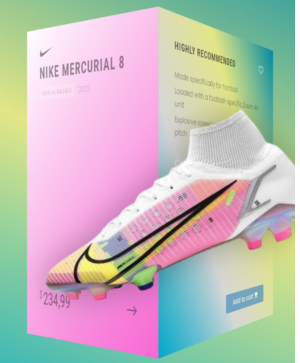 NIKE MERCURIAL 8
2023
$234,99
→
HIGHLY RECOMMENDED
Made specifically for football
Loaded with a football-specific Zoom Air
unit
Explosive
pitch
Add to cart